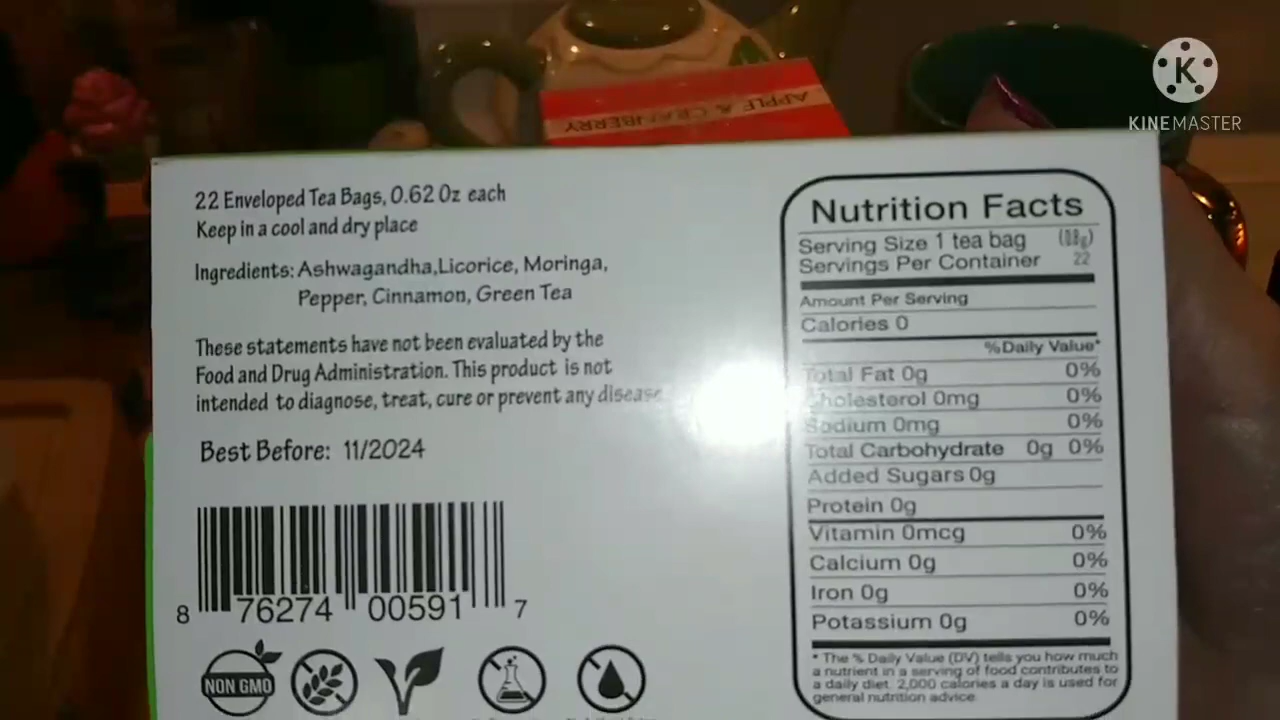 KINEMASTER
APPLE & CRANBERRY
22 Enveloped Tea Bags, 0.62 Oz each
Keep in a cool and dry place
Ingredients: Ashwagandha,Licorice, Moringa,
Pepper, Cinnamon, Green Tea
These statements have not been evaluated by the
Food and Drug Administration. This product is not
intended to diagnose, treat, cure or prevent any disease
Best Before: 11/2024
8 76274 00591 7
NON GMO
Nutrition Facts
Serving Size 1 tea bag
Servings Per Container 22
Amount Per Serving
Calories 0
%Daily Value*
Total Fat 0g 0%
Cholesterol 0mg 0%
Sodium 0mg 0%
Total Carbohydrate 0g 0%
Added Sugars 0g
Protein 0g
Vitamin 0mcg 0%
Calcium 0g 0%
Iron 0g 0%
Potassium 0g 0%
* The % Daily Value (DV) tells you how much
a nutrient in a serving of food contributes to
a daily diet. 2,000 calories a day is used for
general nutrition advice.